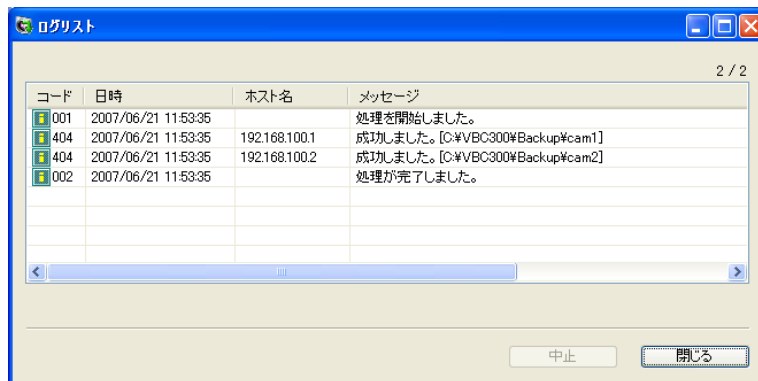 ログリスト
2 / 2
コード 日時 ホスト名 メッセージ
001 2007/06/21 11:53:35 処理を開始しました。
404 2007/06/21 11:53:35 192.168.100.1 成功しました。[C:¥VBC300¥Backup¥cam1]
404 2007/06/21 11:53:35 192.168.100.2 成功しました。[C:¥VBC300¥Backup¥cam2]
002 2007/06/21 11:53:35 処理が完了しました。
中止 閉じる